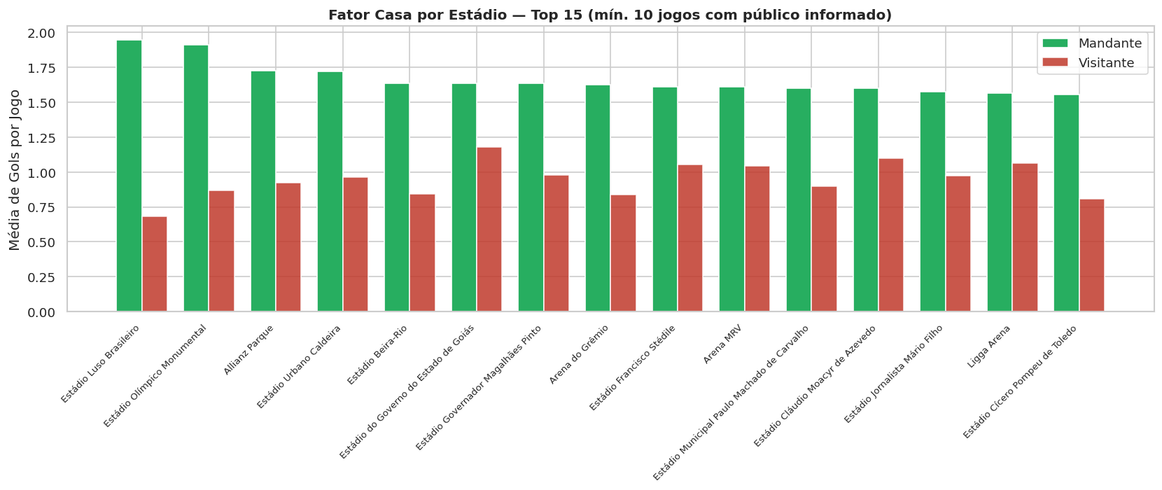 Fator Casa por Estádio — Top 15 (mín. 10 jogos com público informado)
Mandante
Visitante
Média de Gols por Jogo
2.00
1.75
1.50
1.25
1.00
0.75
0.50
0.25
0.00
Estádio Luso Brasileiro
Estádio Olímpico Monumental
Allianz Parque
Estádio Urbano Caldeira
Estádio Beira-Rio
Estádio do Governo do Estado de Goiás
Estádio Governador Magalhães Pinto
Arena do Grêmio
Estádio Francisco Stédile
Arena MRV
Estádio Municipal Paulo Machado de Carvalho
Estádio Cláudio Moacyr de Azevedo
Estádio Jornalista Mário Filho
Ligga Arena
Estádio Cícero Pompeu de Toledo